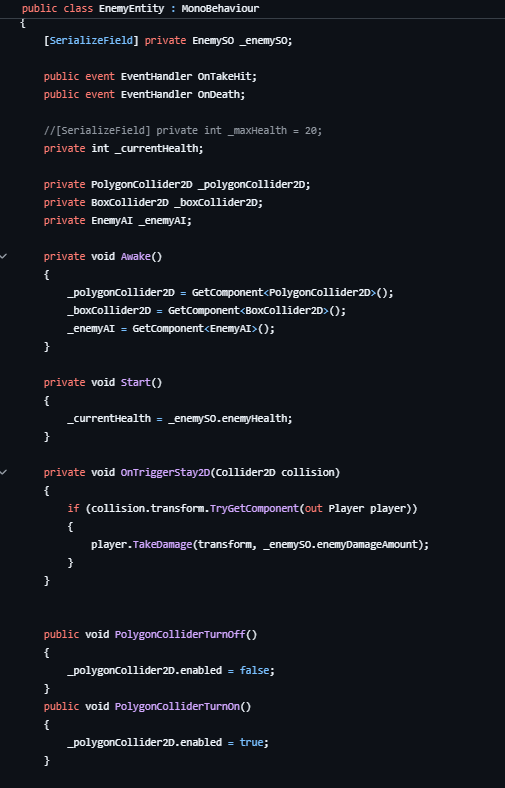 public class EnemyEntity : MonoBehaviour
{
[SerializeField] private EnemySO _enemySO;
public event EventHandler OnTakeHit;
public event EventHandler OnDeath;
//[SerializeField] private int _maxHealth = 20;
private int _currentHealth;
private PolygonCollider2D _polygonCollider2D;
private BoxCollider2D _boxCollider2D;
private EnemyAI _enemyAI;
private void Awake()
{
_polygonCollider2D = GetComponent<PolygonCollider2D>();
_boxCollider2D = GetComponent<BoxCollider2D>();
_enemyAI = GetComponent<EnemyAI>();
}
private void Start()
{
_currentHealth = _enemySO.enemyHealth;
}
private void OnTriggerStay2D(Collider2D collision)
{
if (collision.transform.TryGetComponent(out Player player))
{
player.TakeDamage(transform, _enemySO.enemyDamageAmount);
}
}
public void PolygonColliderTurnOff()
{
_polygonCollider2D.enabled = false;
}
public void PolygonColliderTurnOn()
{
_polygonCollider2D.enabled = true;
}